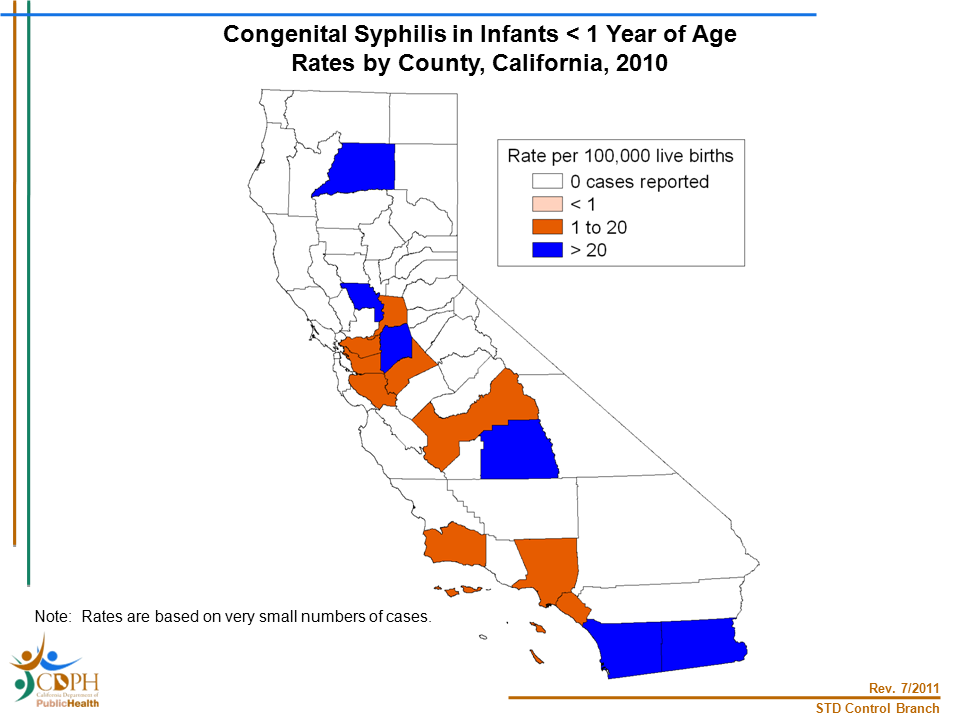 Congenital Syphilis in Infants < 1 Year of Age
Rates by County, California, 2010
Rate per 100,000 live births
0 cases reported
< 1
1 to 20
> 20
Note: Rates are based on very small numbers of cases.
CDPH
California Department of
PublicHealth
Rev. 7/2011
STD Control Branch